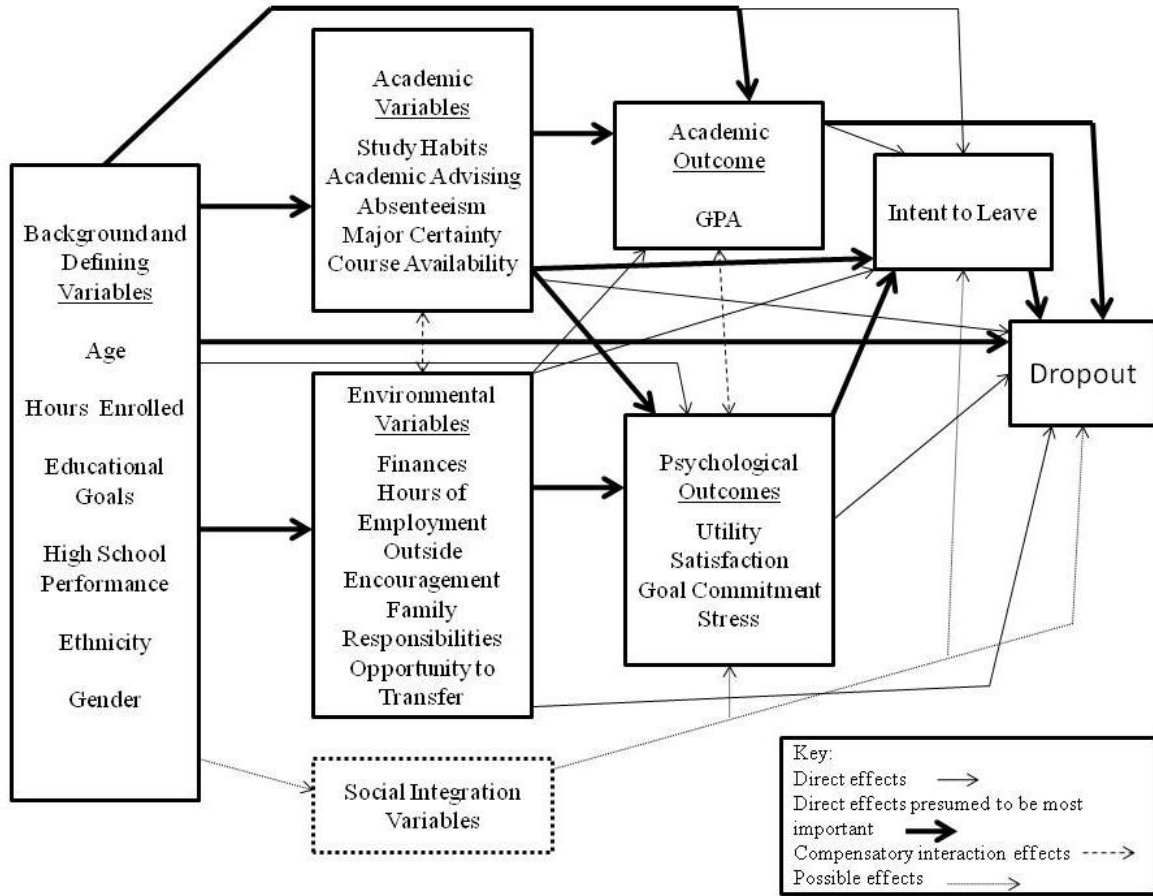 Background and
Defining
Variables
Age
Hours Enrolled
Educational
Goals
High School
Performance
Ethnicity
Gender
Academic
Variables
Study Habits
Academic Advising
Absenteeism
Major Certainty
Course Availability
Environmental
Variables
Finances
Hours of
Employment
Outside
Encouragement
Family
Responsibilities
Opportunity to
Transfer
Social Integration
Variables
Academic
Outcome
GPA
Psychological
Outcomes
Utility
Satisfaction
Goal Commitment
Stress
Intent to Leave
Dropout
Key:
Direct effects
Direct effects presumed to be most
important
Compensatory interaction effects
Possible effects